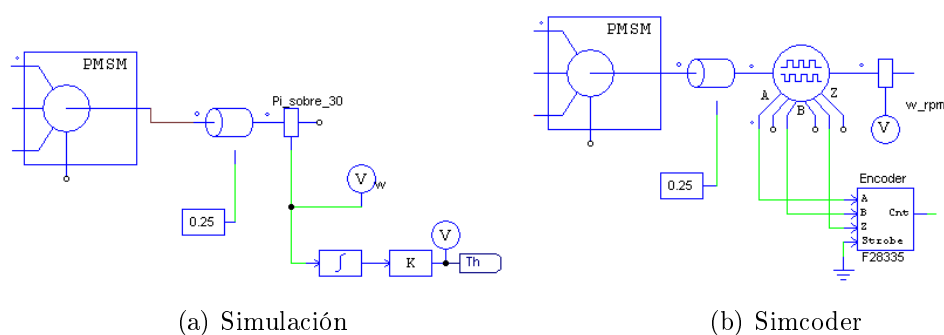 PMSM
Pi_sobre_30
V
w
0.25
∫
K
V
Th
(a) Simulación
PMSM
A
B
Z
V
w_rpm
0.25
Encoder
A
B
Z
Strobe
Cnt
F28335
(b) Simcoder